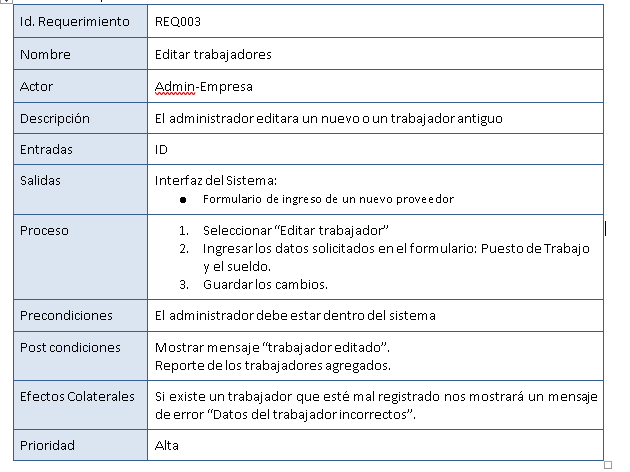 Id. Requerimiento REQ003
Nombre Editar trabajadores
Actor Admin-Empresa
Descripción El administrador editara un nuevo o un trabajador antiguo
Entradas ID
Salidas Interfaz del Sistema:
● Formulario de ingreso de un nuevo proveedor
Proceso 1. Seleccionar “Editar trabajador”
2. Ingresar los datos solicitados en el formulario: Puesto de Trabajo
y el sueldo.
3. Guardar los cambios.
Precondiciones El administrador debe estar dentro del sistema
Post condiciones Mostrar mensaje “trabajador editado”.
Reporte de los trabajadores agregados.
Efectos Colaterales Si existe un trabajador que esté mal registrado nos mostrará un mensaje
de error “Datos del trabajador incorrectos”.
Prioridad Alta